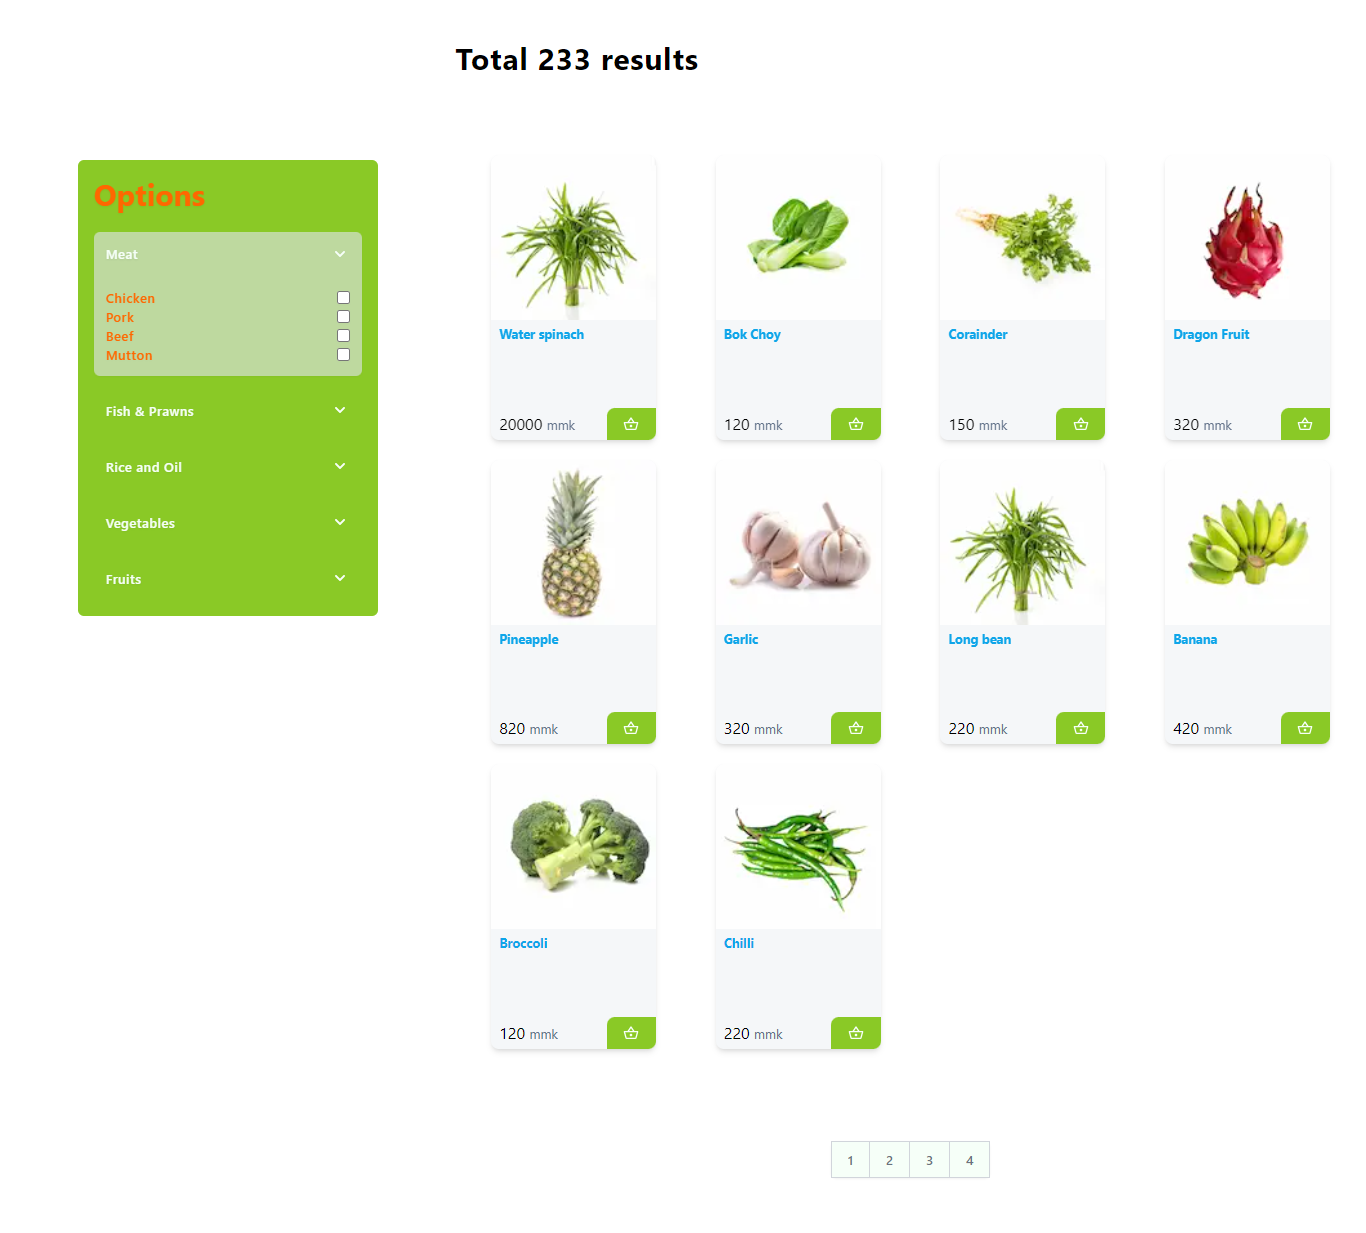 Total 233 results
Options
Meat
Chicken
Pork
Beef
Mutton
Fish & Prawns
Rice and Oil
Vegetables
Fruits
Water spinach
20000 mmk
Bok Choy
120 mmk
Corainder
150 mmk
Dragon Fruit
320 mmk
Pineapple
820 mmk
Garlic
320 mmk
Long bean
220 mmk
Banana
420 mmk
Broccoli
120 mmk
Chilli
220 mmk
1 2 3 4